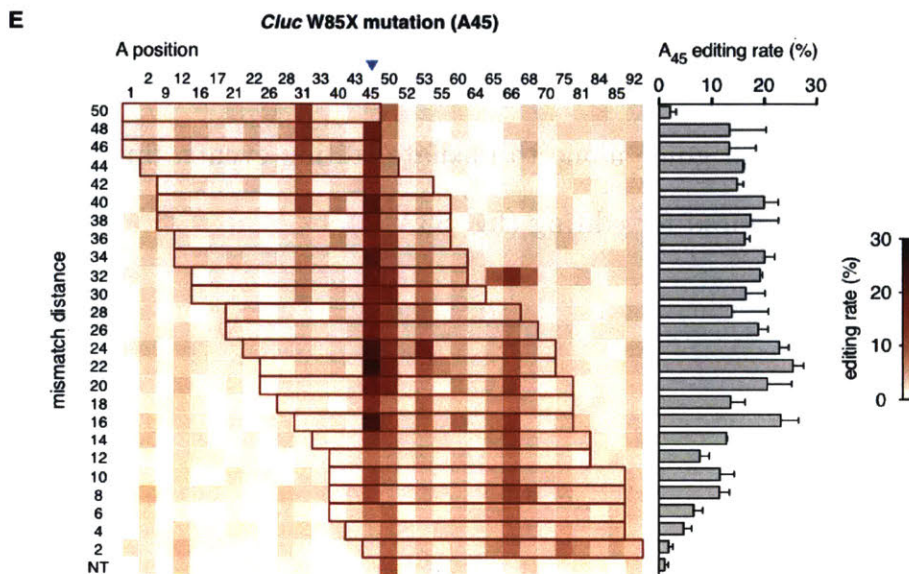 E
Cluc W85X mutation (A45)
A position
A45 editing rate (%)
2 12 17 22 28 33 43 50 53 60 65 68 75 84 92
1 9 16 21 26 31 45 52 55 64 66 70 81 85
0 10 20 30
mismatch distance
50
48
46
44
42
40
38
36
34
32
30
28
26
24
22
20
18
16
14
12
10
8
6
4
2
NT
editing rate (%)
30
20
10
0